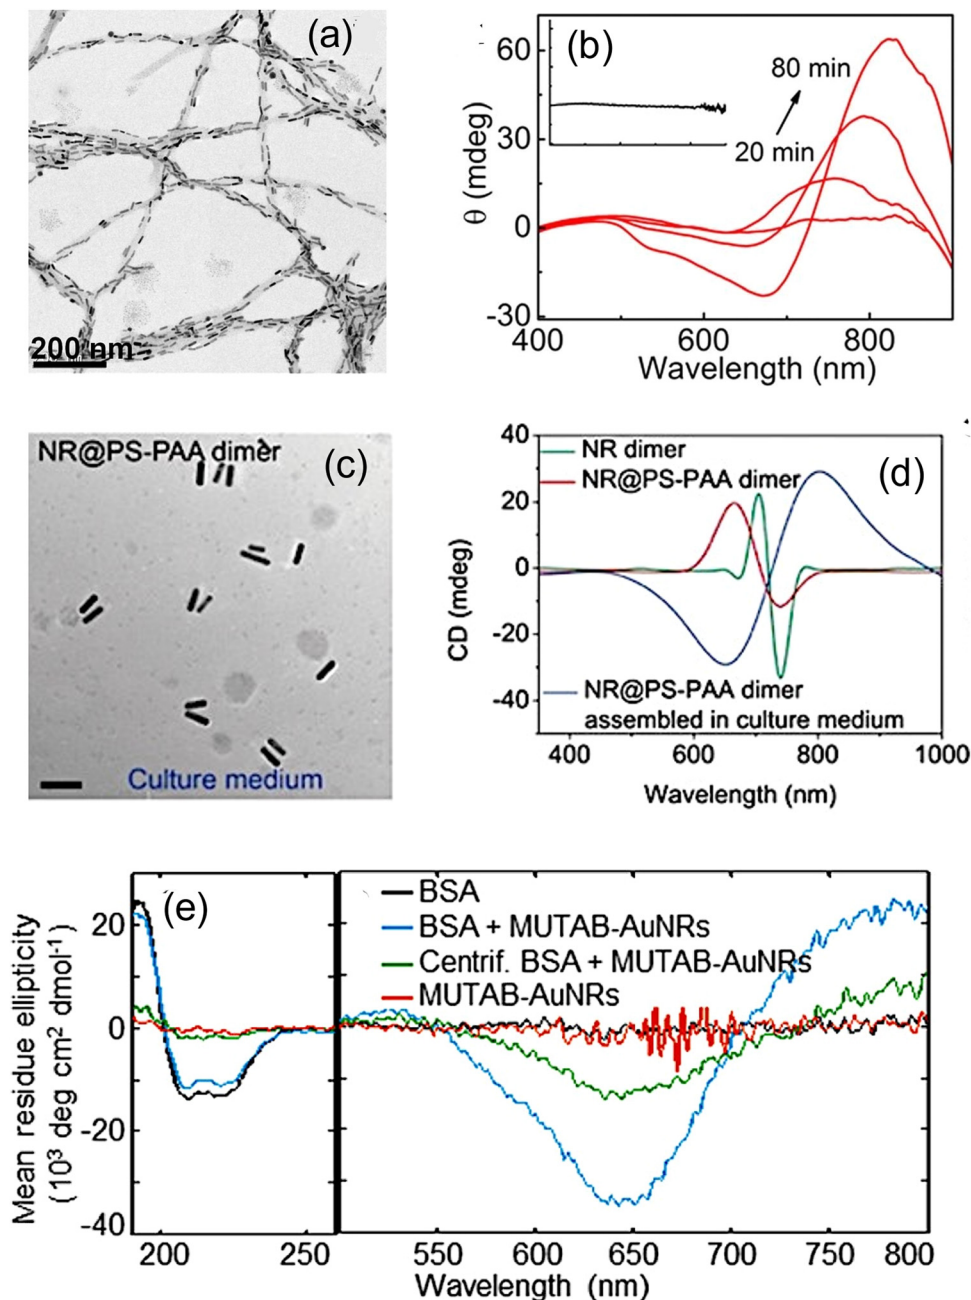 (a)
200 nm
(b)
60
30
0
-30
θ (mdeg)
80 min
20 min
400
600
800
Wavelength (nm)
NR@PS-PAA dimer
(c)
Culture medium
(d)
40
20
0
-20
-40
CD (mdeg)
NR dimer
NR@PS-PAA dimer
NR@PS-PAA dimer
assembled in culture medium
400
600
800
1000
Wavelength (nm)
(e)
20
0
-20
-40
Mean residue ellipticity
(10³ deg cm² dmol⁻¹)
BSA
BSA + MUTAB-AuNRs
Centrif. BSA + MUTAB-AuNRs
MUTAB-AuNRs
200
250
550
600
650
700
750
800
Wavelength (nm)